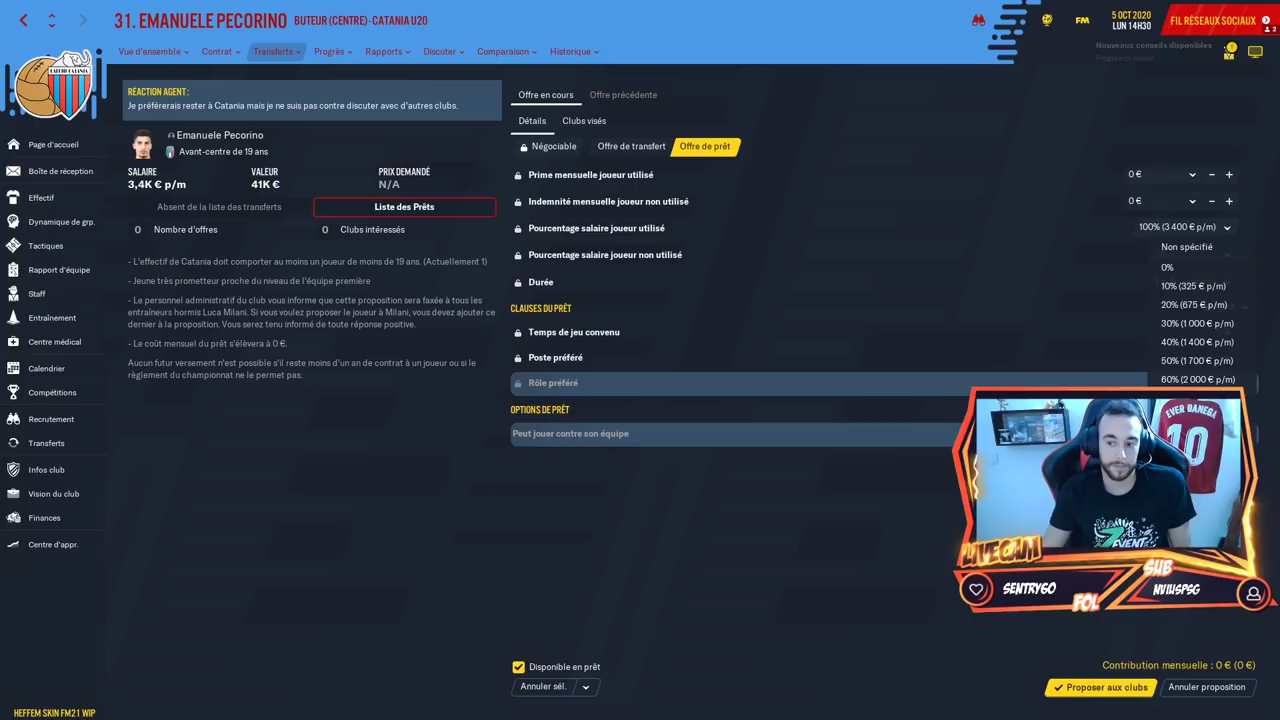 31. EMANUELE PECORINO BUTEUR (CENTRE) - CATANIA U20
FM
5 OCT 2020
LUN 14H30
FIL RÉSEAUX SOCIAUX
2
Vue d'ensemble
Contrat
Transferts
Progrès
Rapports
Discuter
Comparaison
Historique
Nouveaux conseils disponibles
RÉACTION AGENT :
Je préférerais rester à Catania mais je ne suis pas contre discuter avec d'autres clubs.
Emanuele Pecorino
Avant-centre de 19 ans
SALAIRE
VALEUR
PRIX DEMANDÉ
3,4K € p/m
41K €
N/A
Absent de la liste des transferts
Liste des Prêts
0 Nombre d'offres
0 Clubs intéressés
- L'effectif de Catania doit comporter au moins un joueur de moins de 19 ans. (Actuellement 1)
- Jeune très prometteur proche du niveau de l'équipe première
- Le personnel administratif du club vous informe que cette proposition sera faxée à tous les
entraîneurs hormis Luca Milani. Si vous voulez proposer le joueur à Milani, vous devez ajouter ce
dernier à la proposition. Vous serez tenu informé de toute réponse positive.
- Le coût mensuel du prêt s'élèvera à 0 €.
Aucun futur versement n'est possible s'il reste moins d'un an de contrat à un joueur ou si le
règlement du championnat ne le permet pas.
Page d'accueil
Boîte de réception
Effectif
Dynamique de grp.
Tactiques
Rapport d'équipe
Staff
Entraînement
Centre médical
Calendrier
Compétitions
Recrutement
Transferts
Infos club
Vision du club
Finances
Centre d'appr.
HEFFEM SKIN FM21 WIP
Offre en cours
Offre précédente
Détails
Clubs visés
Négociable
Offre de transfert
Offre de prêt
Prime mensuelle joueur utilisé
0 €
Indemnité mensuelle joueur non utilisé
0 €
Pourcentage salaire joueur utilisé
100% (3 400 € p/m)
Pourcentage salaire joueur non utilisé
Durée
CLAUSES DU PRÊT
Temps de jeu convenu
Poste préféré
Rôle préféré
OPTIONS DE PRÊT
Peut jouer contre son équipe
Non spécifié
0%
10% (325 € p/m)
20% (675 € p/m)
30% (1 000 € p/m)
40% (1 400 € p/m)
50% (1 700 € p/m)
60% (2 000 € p/m)
EVER BANEGA
10
7
EVENT
LIVECAM
SUB
SENTRY60
NVIIISPSG
FOL
Disponible en prêt
Annuler sél.
Contribution mensuelle : 0 € (0 €)
Proposer aux clubs
Annuler proposition